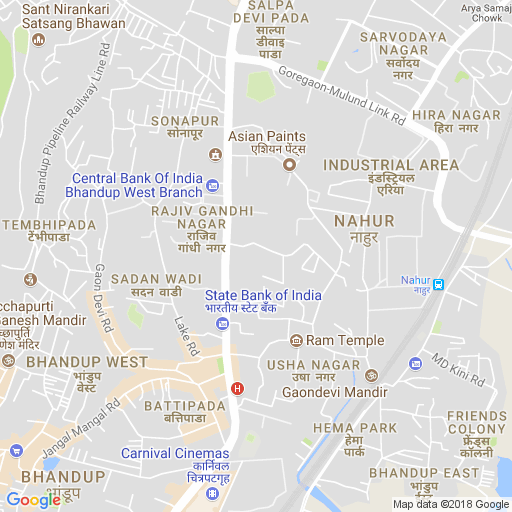 SALPA
DEVI PADA
साल्पा
डीवाइ
पाडा
Sant Nirankari
Satsang Bhawan
Arya Samaj
Chowk
SARVODAYA
NAGAR
सर्वोदय
नगर
Goregaon-Mulund Link Rd
Bhandup Pipeline Railway Line Rd
HIRA NAGAR
हिरा नगर
SONAPUR
सोनापूर
Asian Paints
एशियन पेंट्स
INDUSTRIAL AREA
इंडस्ट्रियल
एरिया
Central Bank Of India
Bhandup West Branch
RAJIV GANDHI
NAGAR
राजिव
गांधी नगर
NAHUR
नाहुर
TEMBHIPADA
टेंभीपाडा
Gaon Devi Rd
SADAN WADI
सदन वाडी
Nahur
नाहुर
State Bank of India
भारतीय स्टेट बँक
cchapurti
Ganesh Mandir
च्छापूर्ति
णेश मंदिर
Lake Rd
Ram Temple
BHANDUP WEST
भांडुप
वेस्ट
USHA NAGAR
उषा नगर
Gaondevi Mandir
MD Kini Rd
BATTIPADA
बत्तिपाडा
Jangal Mangal Rd
HEMA PARK
हेमा
पार्क
FRIENDS
COLONY
फ्रेंड्स
कॉलनी
Carnival Cinemas
कार्निवल
चित्रपटगृह
BHANDUP
भांडूप
BHANDUP EAST
भांडुप
ईस्ट
Google
Map data ©2018 Google